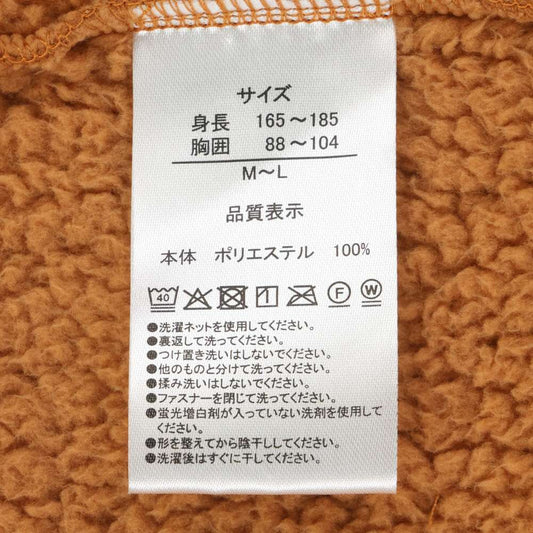 サイズ
身長 165～185
胸囲 88～104
M～L
品質表示
本体 ポリエステル 100%
40 F W
●洗濯ネットを使用してください。
●裏返して洗ってください。
●つけ置き洗いはしないでください。
●他のものと分けて洗ってください。
●揉み洗いはしないでください。
●ファスナーを閉じて洗ってください。
●蛍光増白剤が入っていない洗剤を使用して
ください。
●形を整えてから陰干ししてください。
●洗濯後はすぐに干してください。